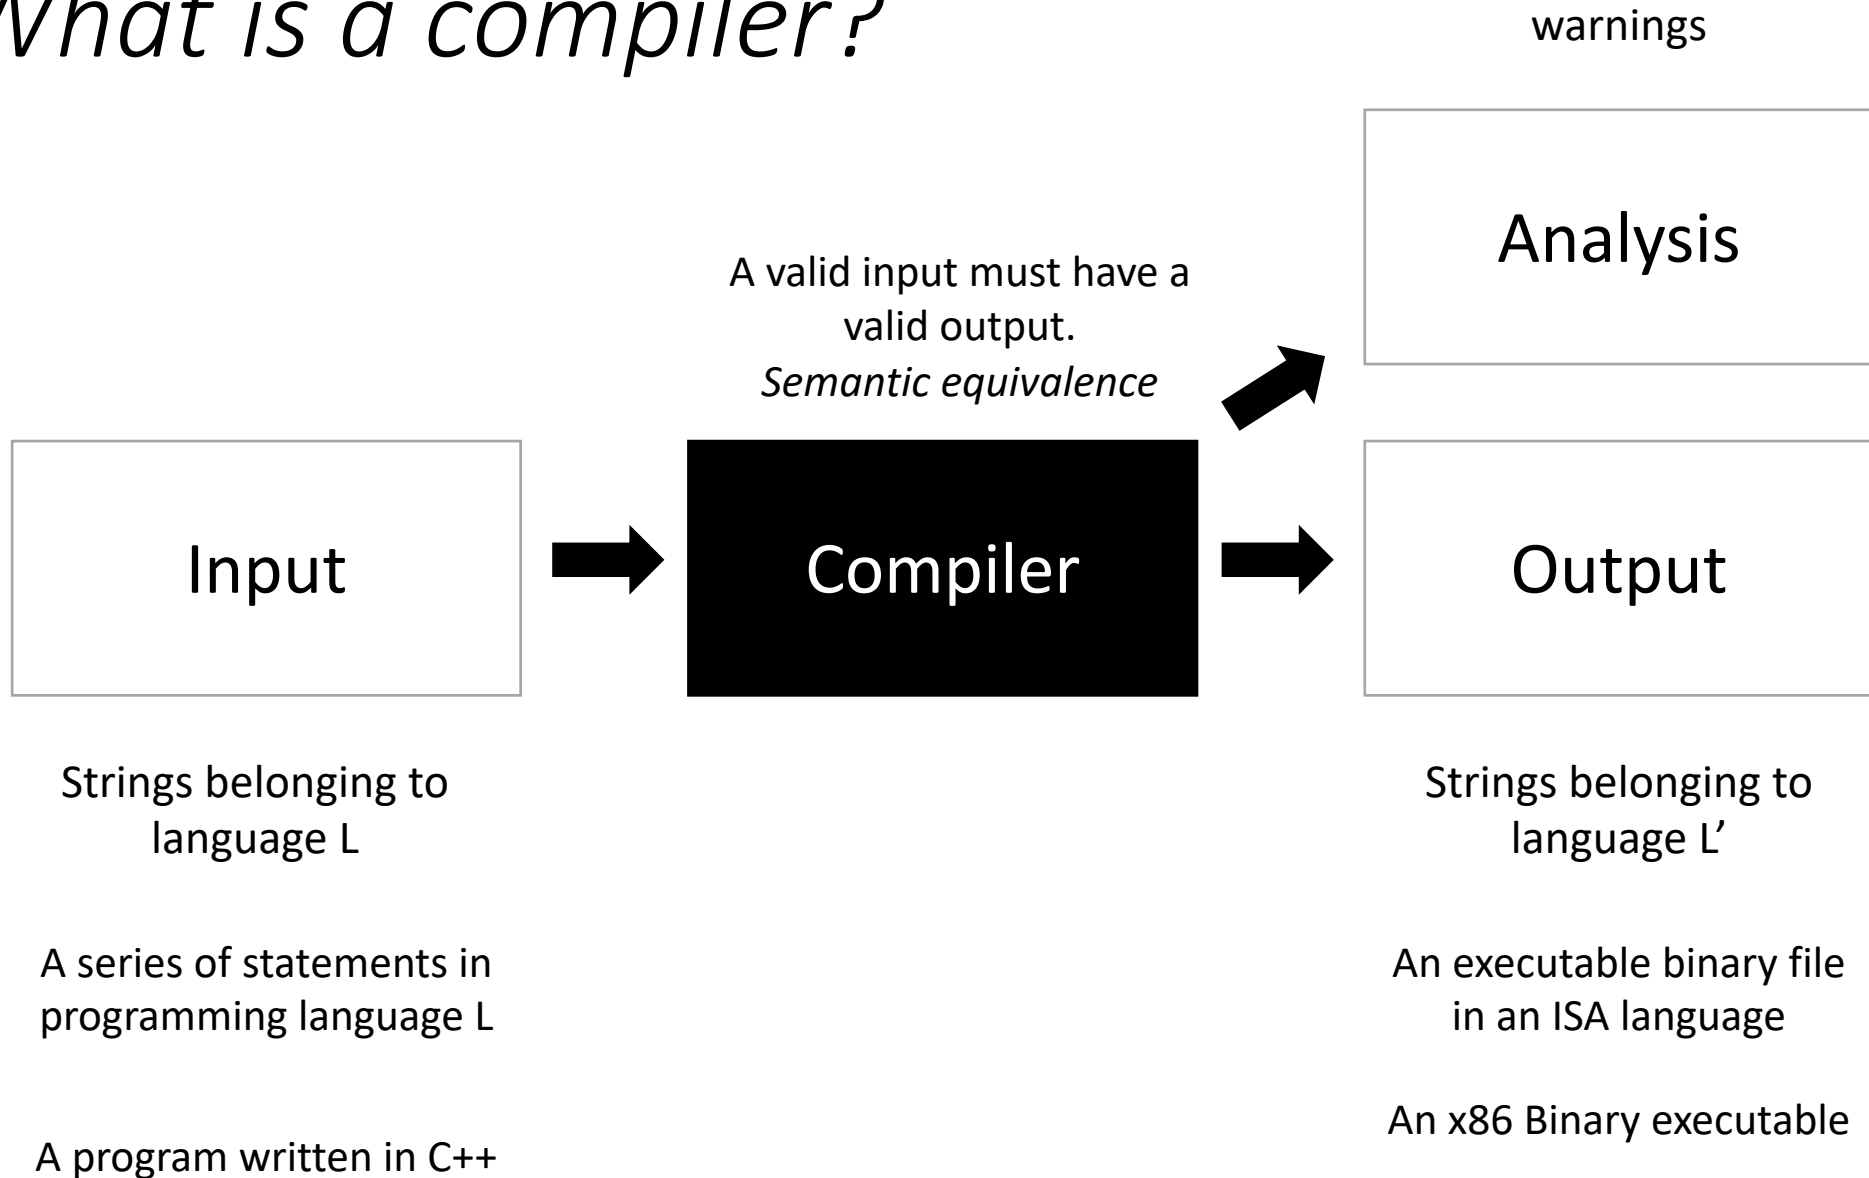 What is a compiler?
warnings
Analysis
A valid input must have a
valid output.
Semantic equivalence
Input
Compiler
Output
Strings belonging to
language L
Strings belonging to
language L’
A series of statements in
programming language L
An executable binary file
in an ISA language
An x86 Binary executable
A program written in C++